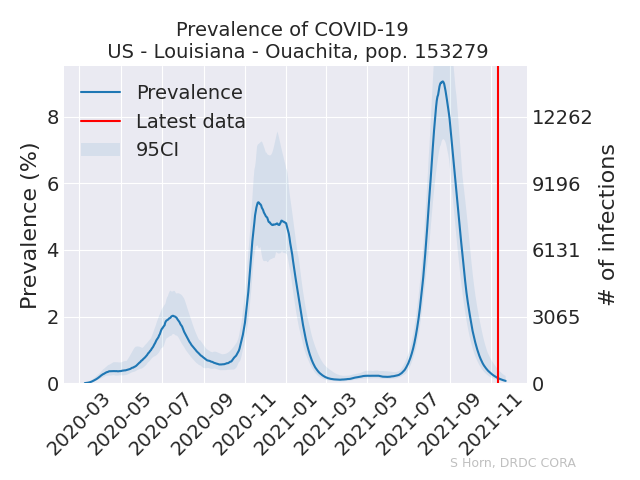 Prevalence of COVID-19
US - Louisiana - Ouachita, pop. 153279
Prevalence
Latest data
95CI
Prevalence (%)
8
6
4
2
0
12262
9196
6131
3065
0
# of infections
2020-03
2020-05
2020-07
2020-09
2020-11
2021-01
2021-03
2021-05
2021-07
2021-09
2021-11
S Horn, DRDC CORA